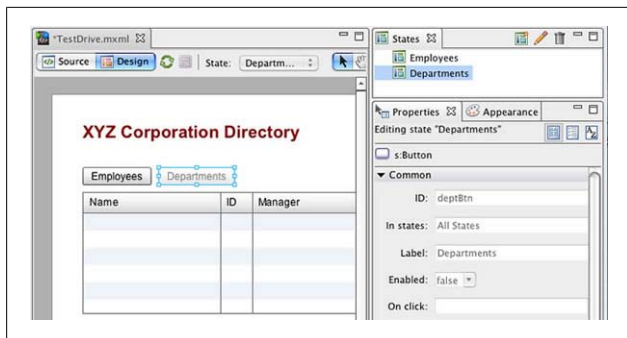 *TestDrive.mxml
Source Design State: Departm...
XYZ Corporation Directory
Employees Departments
Name ID Manager
States
Employees
Departments
Properties Appearance
Editing state "Departments"
s:Button
Common
ID: deptBtn
In states: All States
Label: Departments
Enabled: false
On click: